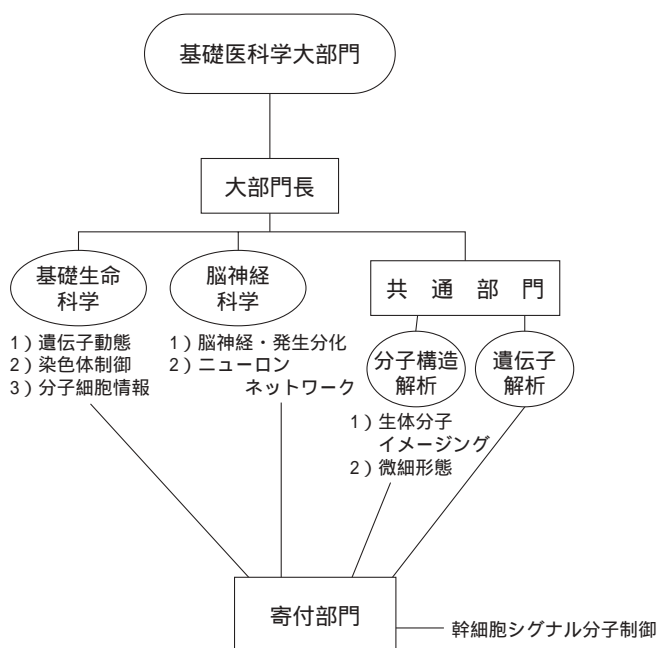 基礎医科学大部門
大部門長
基礎生命
科学
1）遺伝子動態
2）染色体制御
3）分子細胞情報
脳神経
科学
1）脳神経・発生分化
2）ニューロン
ネットワーク
共　通　部　門
分子構造
解析
1）生体分子
イメージング
2）微細形態
遺伝子
解析
寄付部門
幹細胞シグナル分子制御